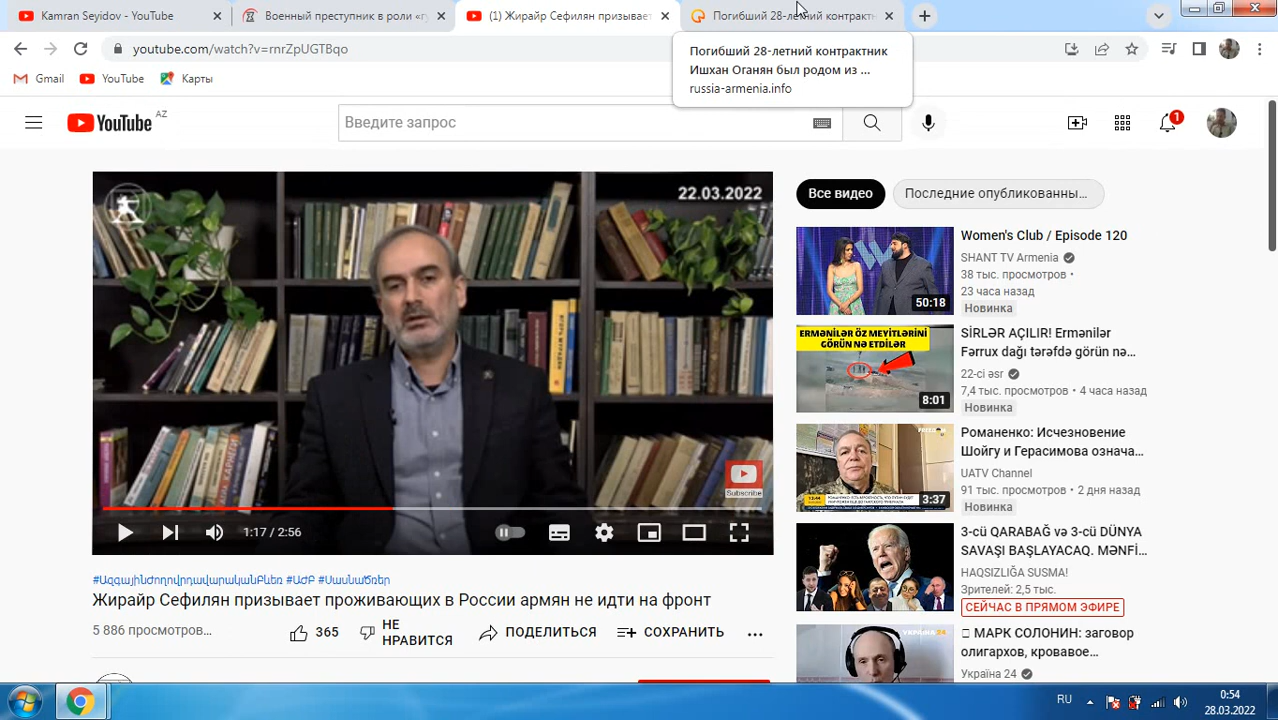 Kamran Seyidov - YouTube
Военный преступник в роли «гу
(1) Жирайр Сефилян призывает
Погибший 28-летний контрактн
youtube.com/watch?v=rnrZpUGTBqo
Погибший 28-летний контрактник
Ишхан Оганян был родом из ...
russia-armenia.info
Gmail
YouTube
Карты
YouTube AZ
Введите запрос
1
22.03.2022
Subscribe
1:17 / 2:56
#ԱզգայինԺողովրդավարականԲևեռ #ԱԺԲ #ՍասնաԾռեր
Жирайр Сефилян призывает проживающих в России армян не идти на фронт
5 886 просмотров...
365
НЕ
НРАВИТСЯ
ПОДЕЛИТЬСЯ
СОХРАНИТЬ
Все видео
Последние опубликованны...
50:18
Women's Club / Episode 120
SHANT TV Armenia
38 тыс. просмотров •
23 часа назад
Новинка
ERMƏNİLƏR ÖZ MEYİTLƏRİNİ
GÖRÜN NƏ ETDİLƏR
8:01
SİRLƏR AÇILIR! Ermənilər
Fərrux dağı tərəfdə görün nə...
22-ci əsr
7,4 тыс. просмотров • 4 часа назад
Новинка
3:37
Романенко: Исчезновение
Шойгу и Герасимова означа...
UATV Channel
91 тыс. просмотров • 2 дня назад
Новинка
3-cü QARABAĞ və 3-cü DÜNYA
SAVAŞI BAŞLAYACAQ. MƏNFİ...
HAQSIZLIĞA SUSMA!
Зрителей: 2,5 тыс.
СЕЙЧАС В ПРЯМОМ ЭФИРЕ
МАРК СОЛОНИН: заговор
олигархов, кровавое...
Україна 24
RU
0:54
28.03.2022